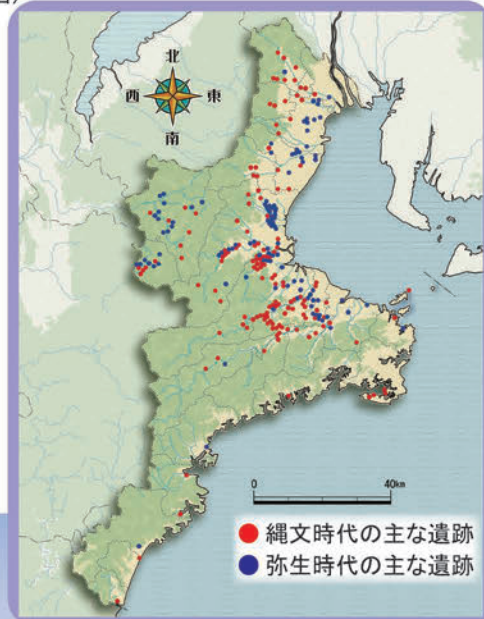 北
西 東
南
0 40km
縄文時代の主な遺跡
弥生時代の主な遺跡